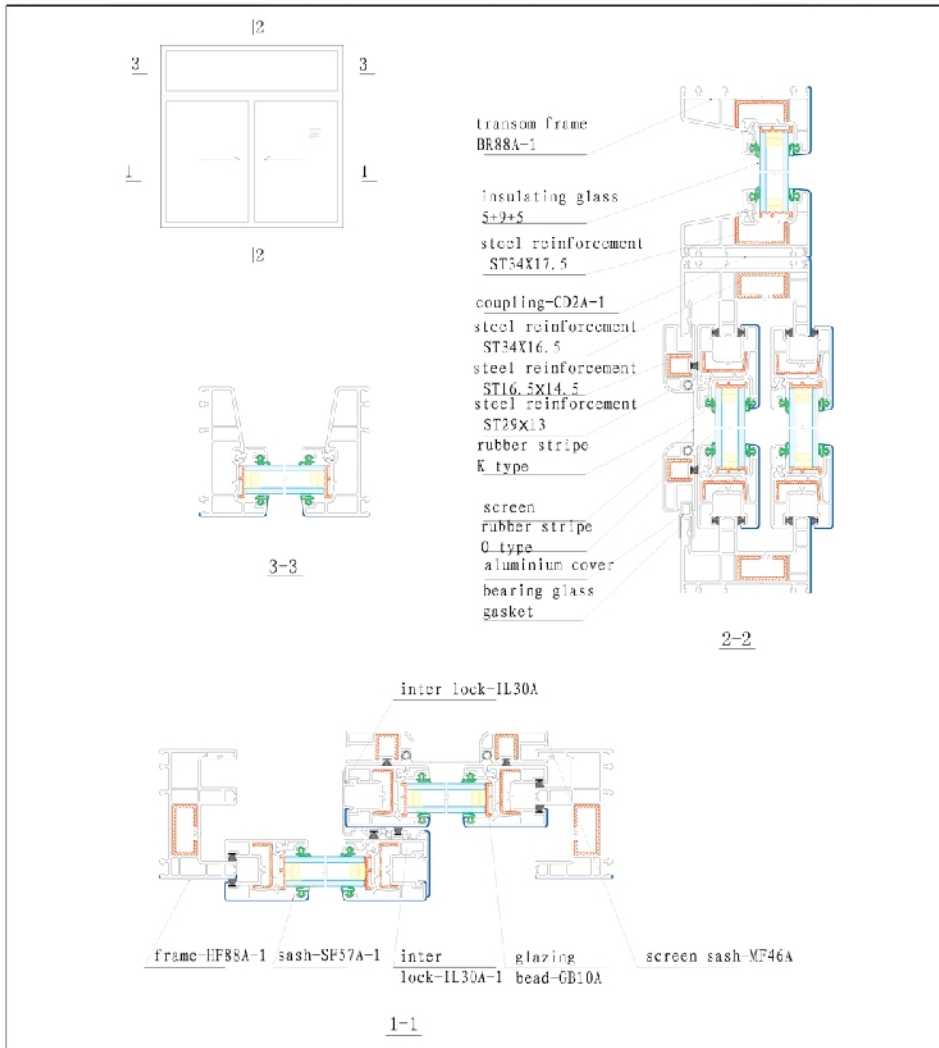 |2
3 3
1 1
|2
transom frame
BR88A-1
insulating glass
5+9+5
steel reinforcement
ST34X17.5
coupling-CD2A-1
steel reinforcement
ST34X16.5
steel reinforcement
ST16.5X14.5
steel reinforcement
ST29X13
rubber stripe
K type
screen
rubber stripe
O type
aluminium cover
bearing glass
gasket
2-2
3-3
inter lock-IL30A
frame-HF88A-1
sash-SF57A-1
inter
lock-IL30A-1
glazing
bead-GB10A
screen sash-MF46A
1-1